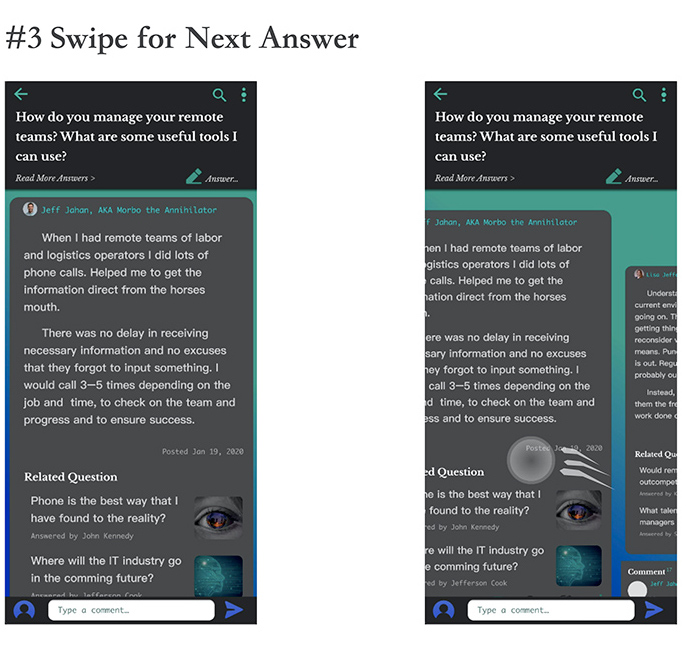 #3 Swipe for Next Answer
How do you manage your remote
teams? What are some useful tools I
can use?
Read More Answers >
Answer...
Jeff Jahan, AKA Morbo the Annihilator
When I had remote teams of labor
and logistics operators I did lots of
phone calls. Helped me to get the
information direct from the horses
mouth.
There was no delay in receiving
necessary information and no excuses
that they forgot to input something. I
would call 3—5 times depending on the
job and time, to check on the team and
progress and to ensure success.
Posted Jan 19, 2020
Related Question
Phone is the best way that I
have found to the reality?
Answered by John Kennedy
Where will the IT industry go
in the comming future?
Answered by Jefferson Cook
Type a comment…
How do you manage your remote
teams? What are some useful tools I
can use?
Read More Answers >
Answer...
ff Jahan, AKA Morbo the Annihilator
hen I had remote teams of labor
ogistics operators I did lots of
e calls. Helped me to get the
mation direct from the horses
h.
ere was no delay in receiving
ssary information and no excuses
hey forgot to input something. I
call 3—5 times depending on the
nd time, to check on the team and
ess and to ensure success.
Posted Jan 19, 2020
ed Question
ne is the best way that I
found to the reality?
red by John Kennedy
re will the IT industry go
e comming future?
red by Jefferson Cook
Lisa Jeff
Understa
current envi
going on. Th
getting thing
reconsider v
means. Pun
is out. Regu
probably ou
Instead,
them the fre
work done o
Related Qu
Would rem
outcompet
Answered by K
What talen
managers
Answered by S
Comment
Jeff Jah
Type a comment…